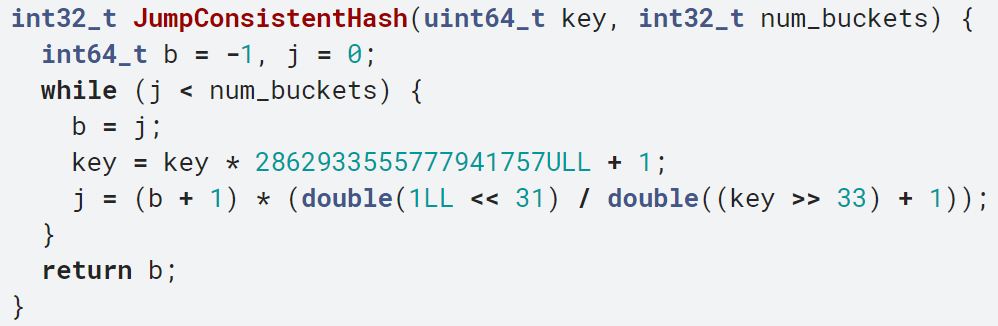 int32_t JumpConsistentHash(uint64_t key, int32_t num_buckets) {
  int64_t b = -1, j = 0;
  while (j < num_buckets) {
    b = j;
    key = key * 2862933555777941757ULL + 1;
    j = (b + 1) * (double(1LL << 31) / double((key >> 33) + 1));
  }
  return b;
}